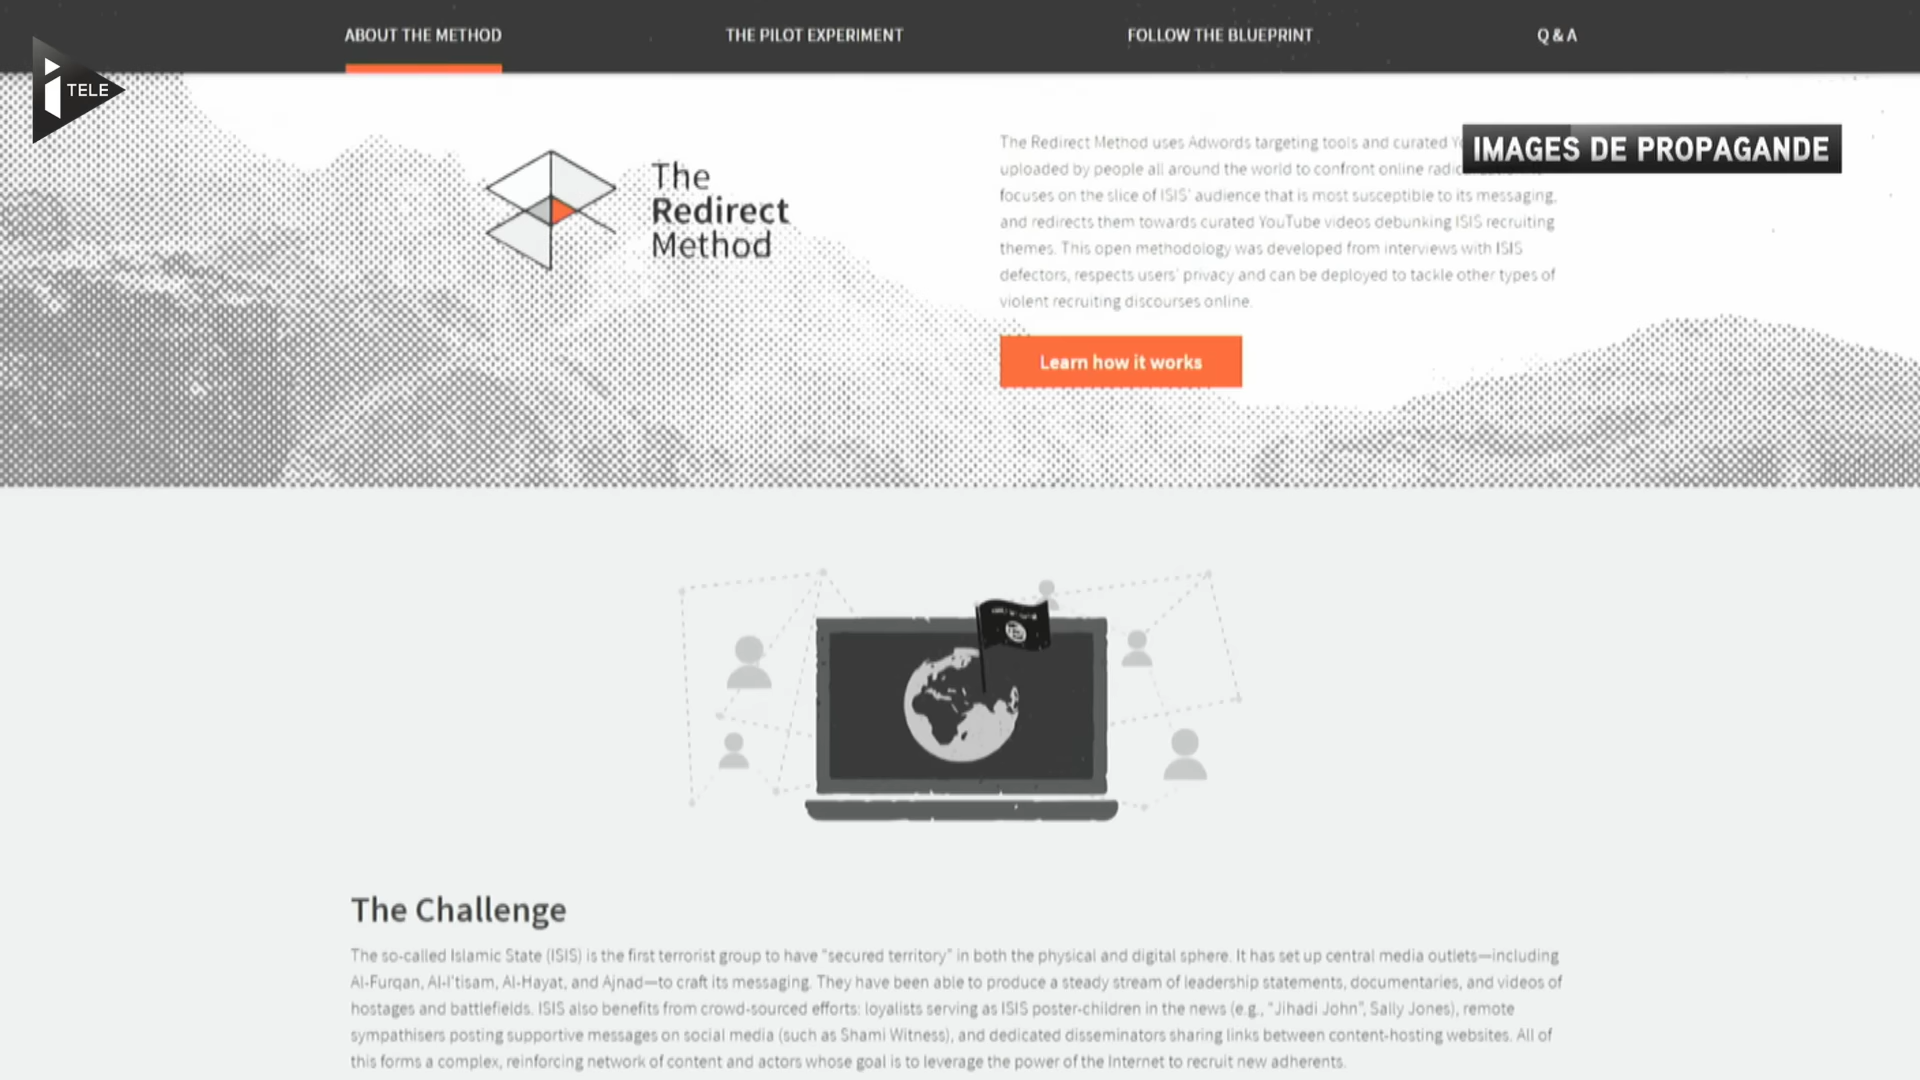 ABOUT THE METHOD
THE PILOT EXPERIMENT
FOLLOW THE BLUEPRINT
Q & A
i TELE
IMAGES DE PROPAGANDE
The
Redirect
Method
The Redirect Method uses Adwords targeting tools and curated
uploaded by people all around the world to confront online
focuses on the slice of ISIS' audience that is most susceptible to its messaging,
and redirects them towards curated YouTube videos debunking ISIS recruiting
themes. This open methodology was developed from interviews with ISIS
defectors, respects users' privacy and can be deployed to tackle other types of
violent recruiting discourses online.
Learn how it works
The Challenge
The so-called Islamic State (ISIS) is the first terrorist group to have "secured territory" in both the physical and digital sphere. It has set up central media outlets—including
Al-Furqan, Al-I'tisam, Al-Hayat, and Ajnad—to craft its messaging. They have been able to produce a steady stream of leadership statements, documentaries, and videos of
hostages and battlefields. ISIS also benefits from crowd-sourced efforts: loyalists serving as ISIS poster-children in the news (e.g., "Jihadi John", Sally Jones), remote
sympathisers posting supportive messages on social media (such as Shami Witness), and dedicated disseminators sharing links between content-hosting websites. All of
this forms a complex, reinforcing network of content and actors whose goal is to leverage the power of the Internet to recruit new adherents.